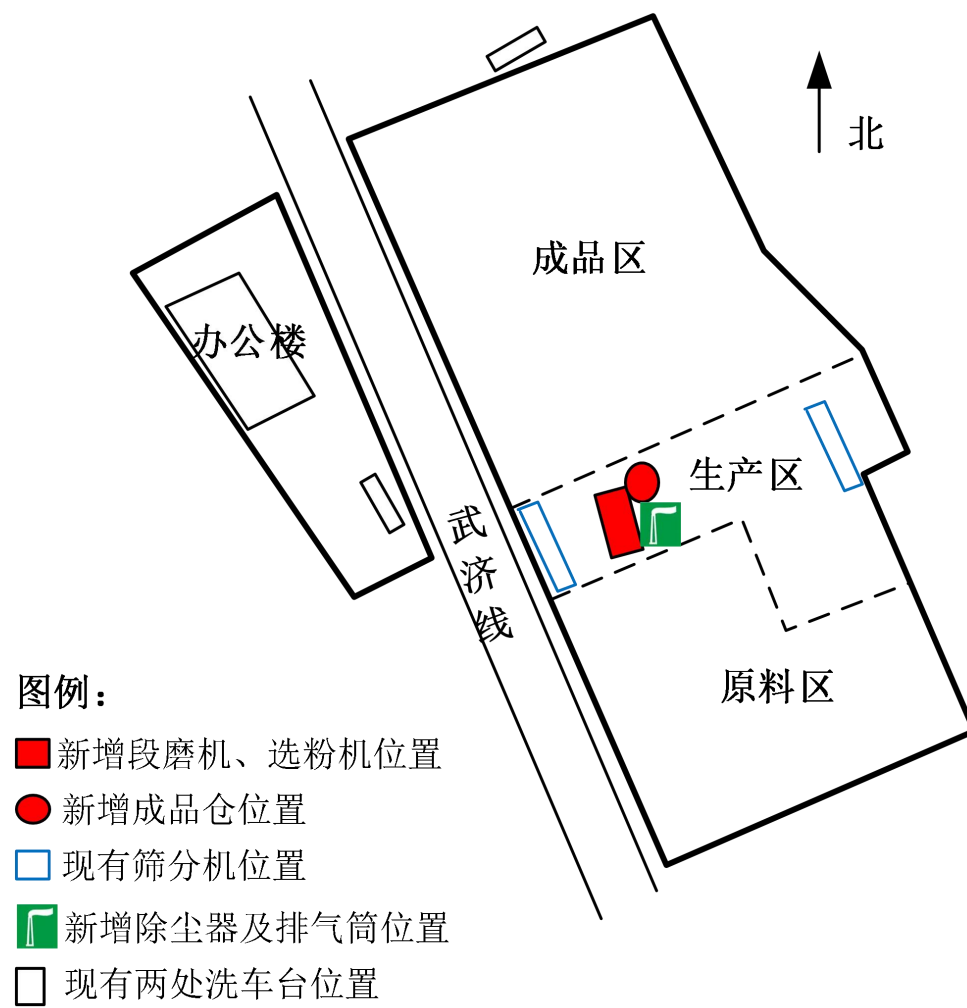 北
成品区
办公楼
生产区
武济线
原料区
图例：
新增段磨机、选粉机位置
新增成品仓位置
现有筛分机位置
新增除尘器及排气筒位置
现有两处洗车台位置